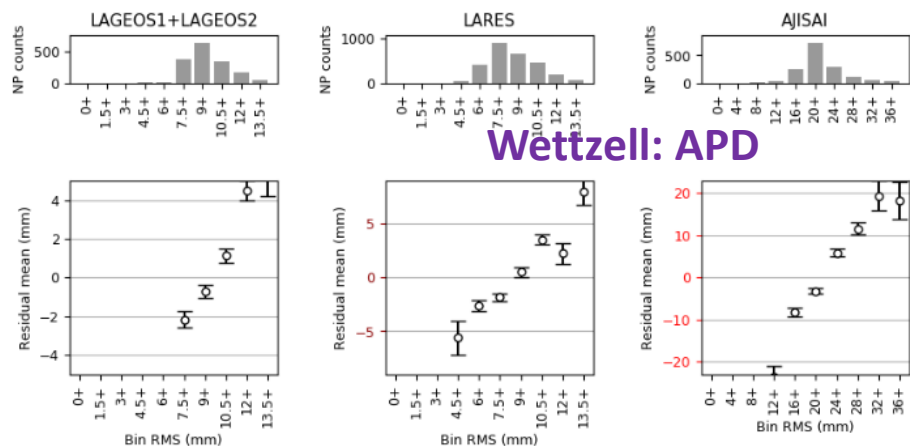 LAGEOS1+LAGEOS2
NP counts
500
0
0+ 1.5+ 3+ 4.5+ 6+ 7.5+ 9+ 10.5+ 12+ 13.5+
LARES
NP counts
1000
0
0+ 1.5+ 3+ 4.5+ 6+ 7.5+ 9+ 10.5+ 12+ 13.5+
AJISAI
NP counts
500
0
0+ 4+ 8+ 12+ 16+ 20+ 24+ 28+ 32+ 36+
Wettzell: APD
Residual mean (mm)
4
2
0
−2
−4
0+ 1.5+ 3+ 4.5+ 6+ 7.5+ 9+ 10.5+ 12+ 13.5+
Bin RMS (mm)
Residual mean (mm)
5
0
−5
0+ 1.5+ 3+ 4.5+ 6+ 7.5+ 9+ 10.5+ 12+ 13.5+
Bin RMS (mm)
Residual mean (mm)
20
10
0
−10
−20
0+ 4+ 8+ 12+ 16+ 20+ 24+ 28+ 32+ 36+
Bin RMS (mm)